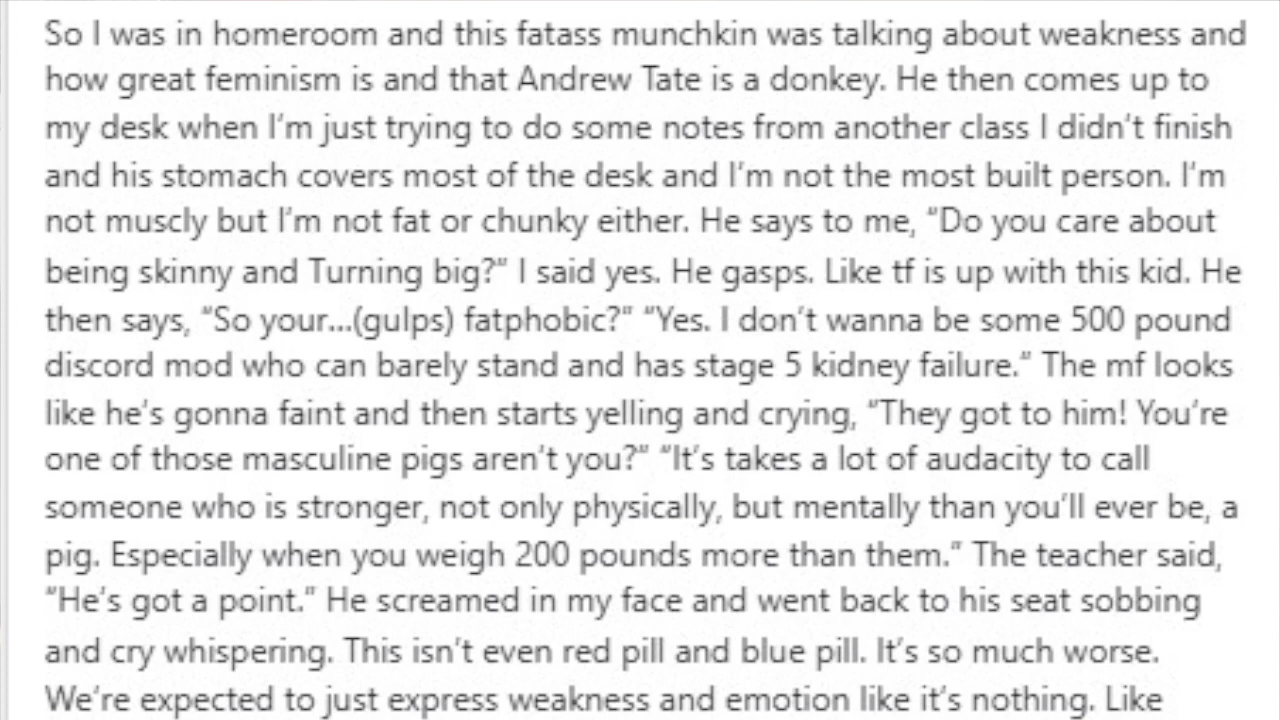 So I was in homeroom and this fatass munchkin was talking about weakness and
how great feminism is and that Andrew Tate is a donkey. He then comes up to
my desk when I'm just trying to do some notes from another class I didn't finish
and his stomach covers most of the desk and I'm not the most built person. I'm
not muscly but I'm not fat or chunky either. He says to me, “Do you care about
being skinny and Turning big?” I said yes. He gasps. Like tf is up with this kid. He
then says, “So your...(gulps) fatphobic?” “Yes. I don't wanna be some 500 pound
discord mod who can barely stand and has stage 5 kidney failure.” The mf looks
like he's gonna faint and then starts yelling and crying, “They got to him! You're
one of those masculine pigs aren't you?” “It's takes a lot of audacity to call
someone who is stronger, not only physically, but mentally than you'll ever be, a
pig. Especially when you weigh 200 pounds more than them.” The teacher said,
“He's got a point.” He screamed in my face and went back to his seat sobbing
and cry whispering. This isn't even red pill and blue pill. It's so much worse.
We're expected to just express weakness and emotion like it's nothing. Like